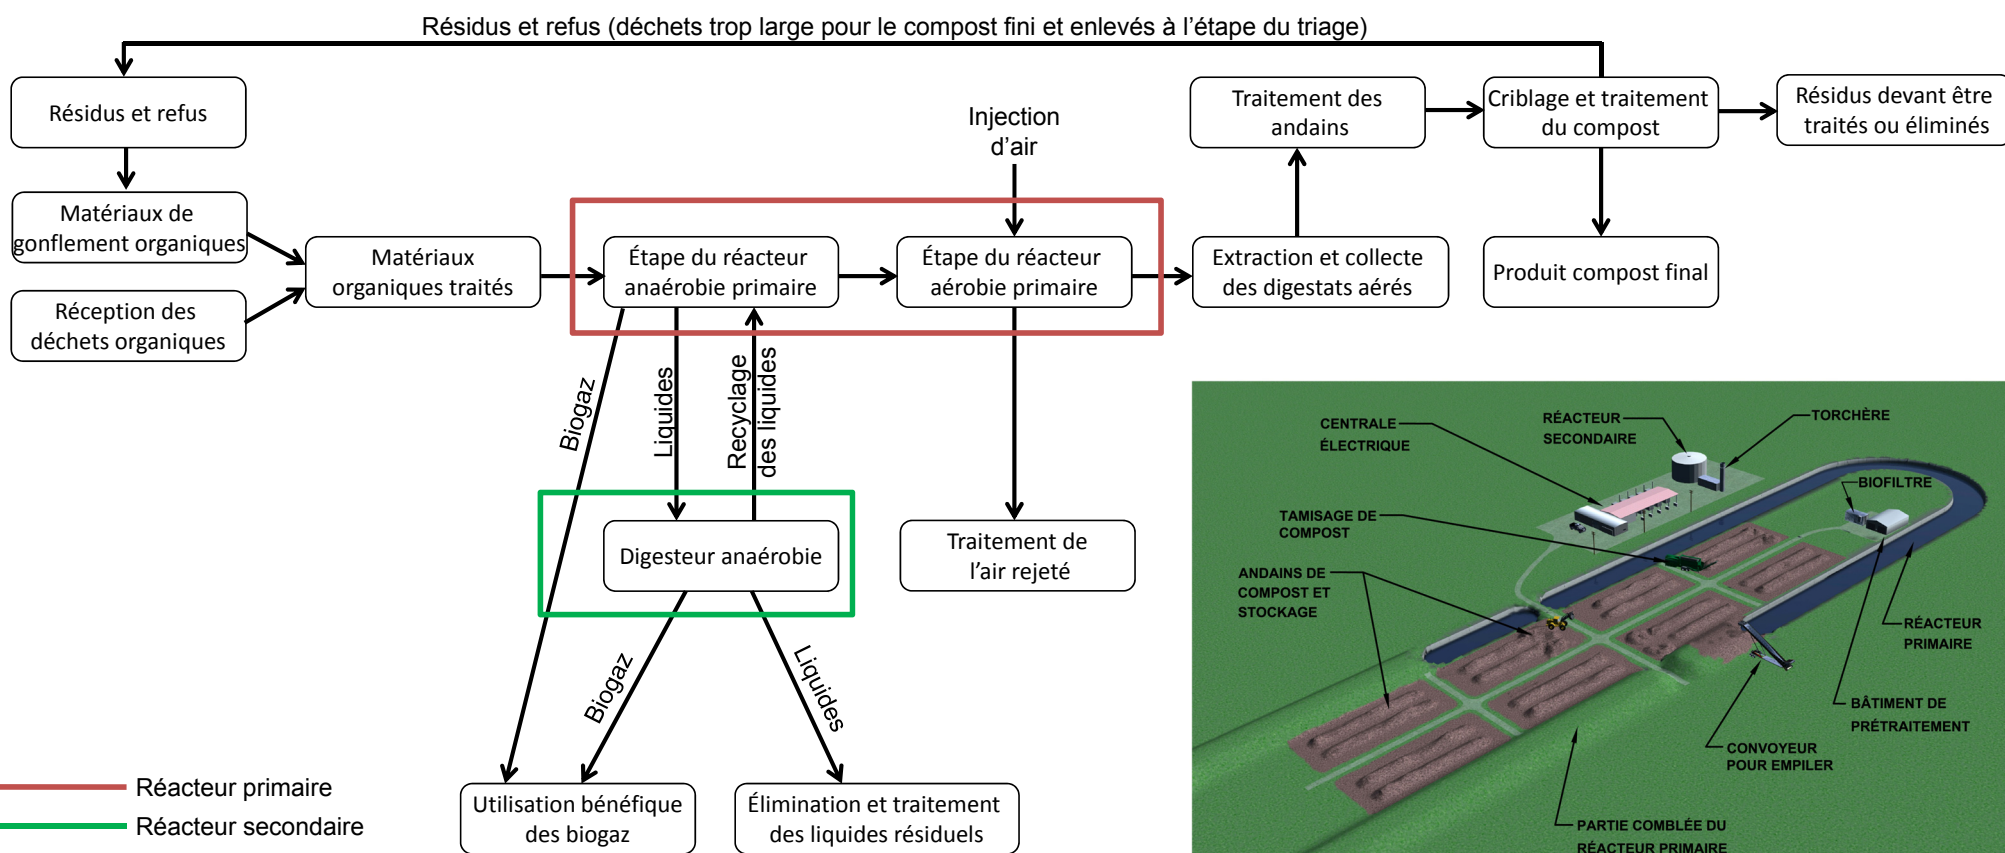 Résidus et refus (déchets trop large pour le compost fini et enlevés à l'étape du triage)
Résidus et refus
Matériaux de
gonflement organiques
Réception des
déchets organiques
Matériaux
organiques traités
Étape du réacteur
anaérobie primaire
Injection
d'air
Étape du réacteur
aérobie primaire
Extraction et collecte
des digestats aérés
Traitement des
andains
Criblage et traitement
du compost
Résidus devant être
traités ou éliminés
Produit compost final
Biogaz
Liquides
Recyclage
des liquides
Digesteur anaérobie
Traitement de
l'air rejeté
Biogaz
Liquides
Utilisation bénéfique
des biogaz
Élimination et traitement
des liquides résiduels
Réacteur primaire
Réacteur secondaire
CENTRALE
ÉLECTRIQUE
RÉACTEUR
SECONDAIRE
TORCHÈRE
BIOFILTRE
TAMISAGE DE
COMPOST
ANDAINS DE
COMPOST ET
STOCKAGE
RÉACTEUR
PRIMAIRE
BÂTIMENT DE
PRÉTRAITEMENT
CONVOYEUR
POUR EMPILER
PARTIE COMBLÉE DU
RÉACTEUR PRIMAIRE